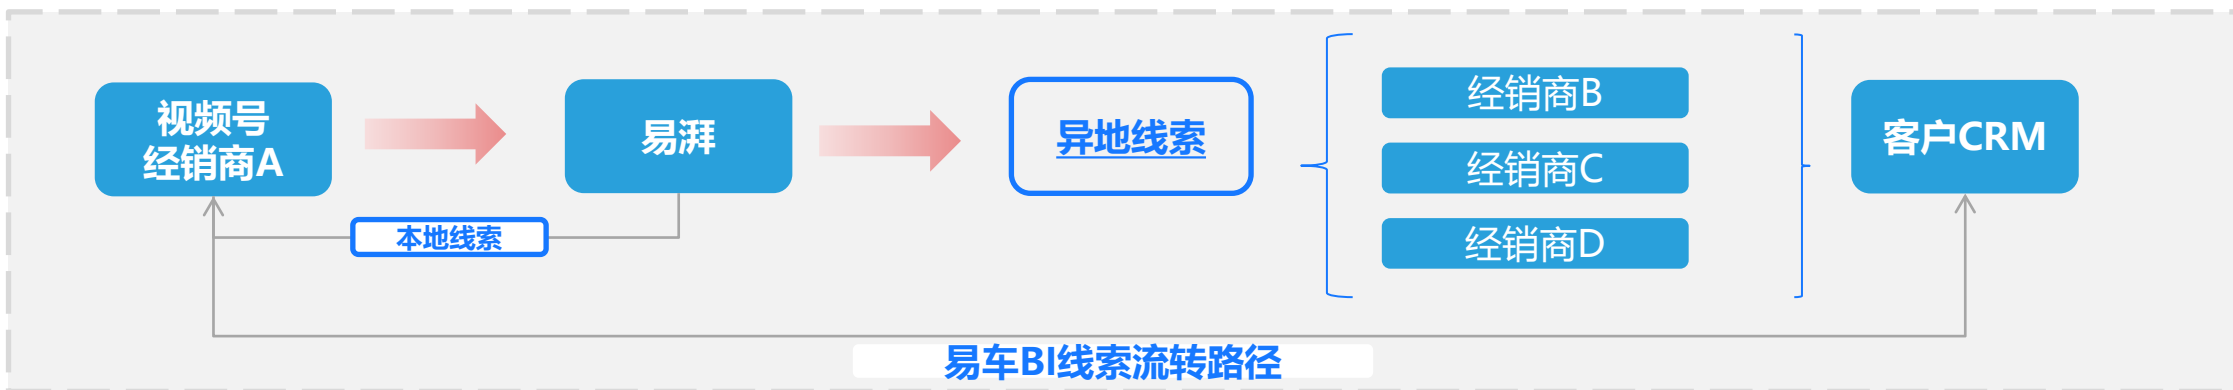 视频号
经销商A
易湃
异地线索
经销商B
经销商C
经销商D
客户CRM
本地线索
易车BI线索流转路径